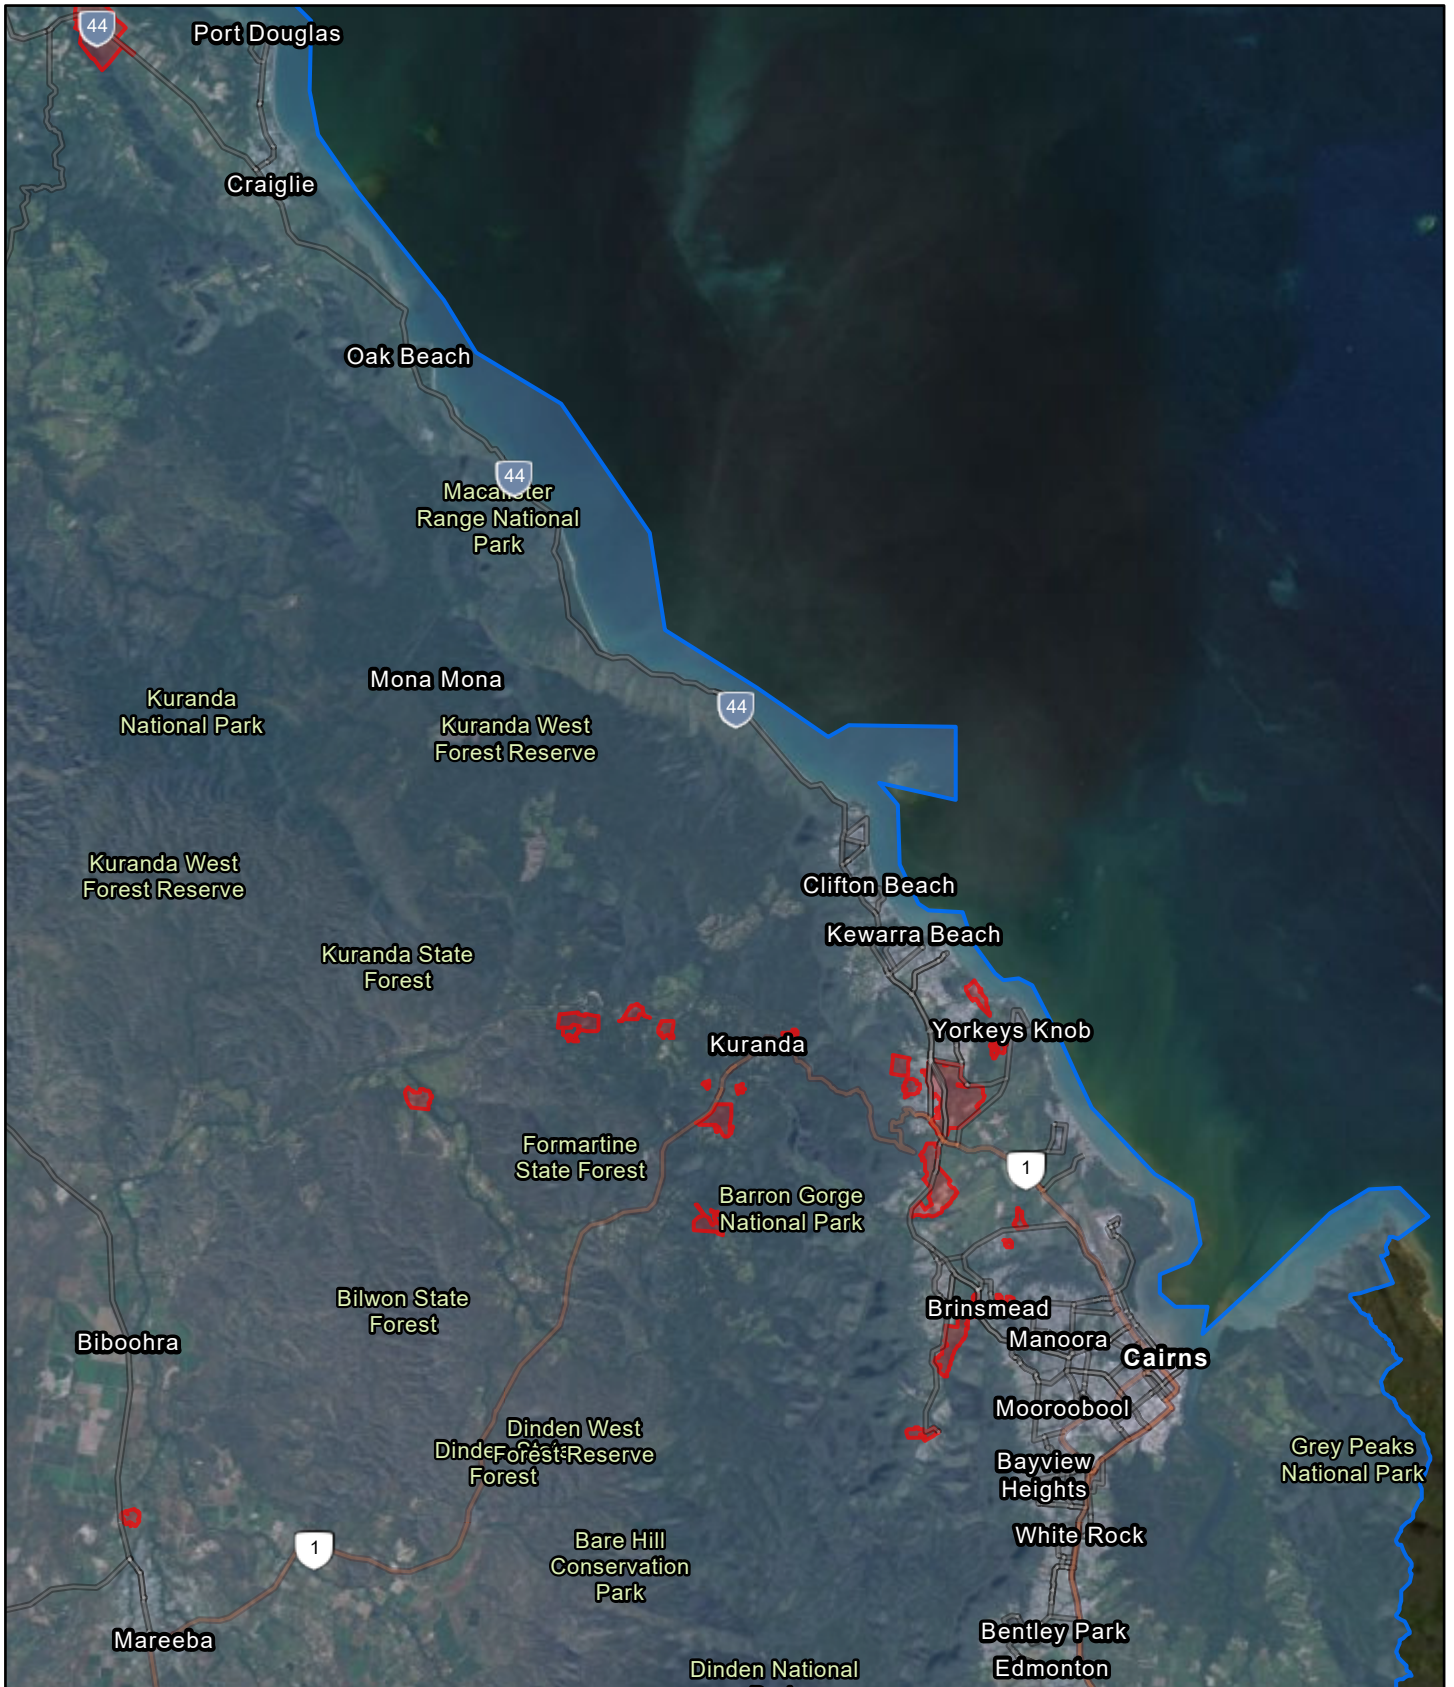 44
Port Douglas
Craiglie
Oak Beach
44
Macalister
Range National
Park
Mona Mona
Kuranda
National Park
Kuranda West
Forest Reserve
44
Kuranda West
Forest Reserve
Clifton Beach
Kewarra Beach
Kuranda State
Forest
Yorkeys Knob
Kuranda
Formartine
State Forest
1
Barron Gorge
National Park
Bilwon State
Forest
Brinsmead
Biboohra
Manoora
Cairns
Mooroobool
Dinden West
Forest Reserve
Dinden State
Forest
Grey Peaks
National Park
Bayview
Heights
White Rock
1
Bare Hill
Conservation
Park
Mareeba
Bentley Park
Edmonton
Dinden National